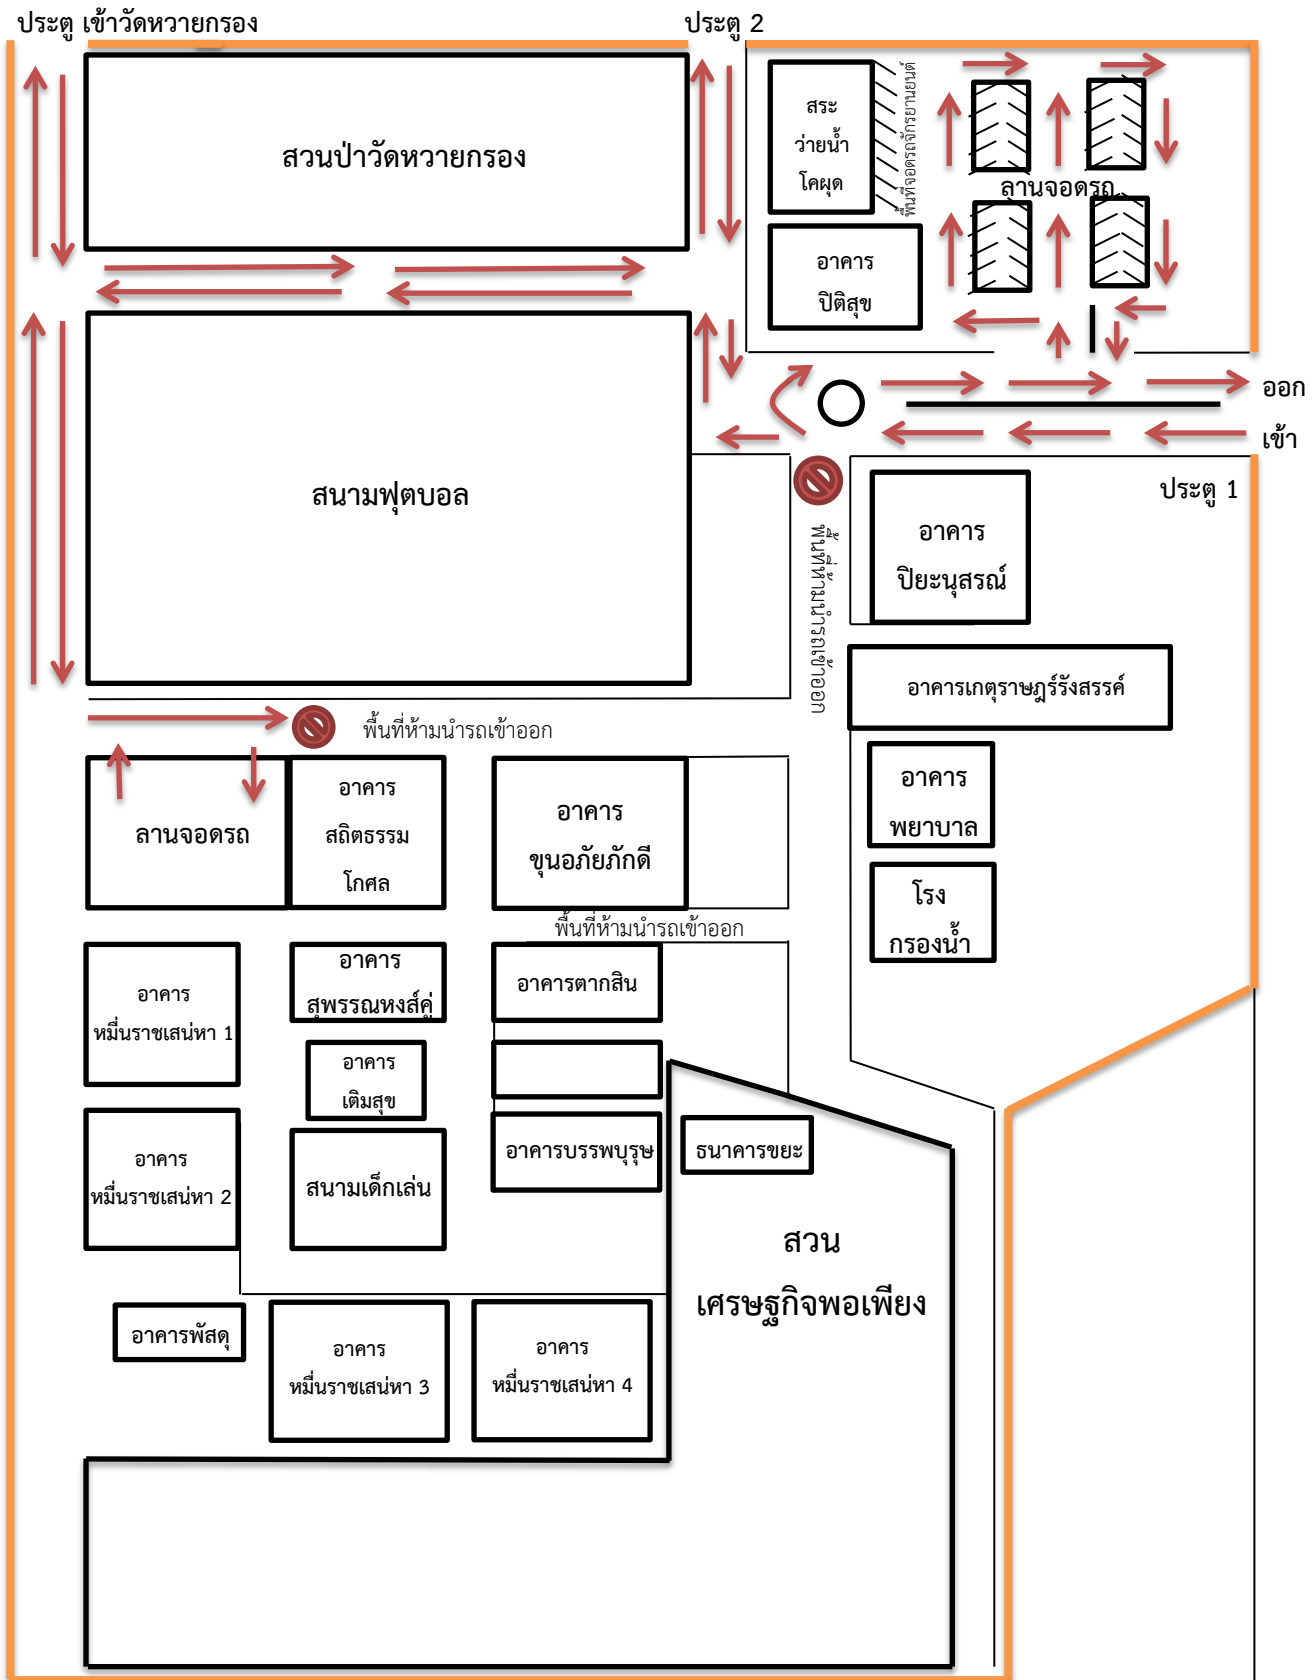 ประตู เข้าวัดหวายกรอง
ประตู 2
สวนป่าวัดหวายกรอง
สระ
ว่ายน้ำ
โคผุด
พื้นที่จอดรถจักรยานยนต์
ลานจอดรถ
อาคาร
ปิติสุข
ออก
เข้า
ประตู 1
สนามฟุตบอล
พื้นที่ห้ามนำรถเข้าออก
อาคาร
ปิยะนุสรณ์
อาคารเกตุราษฎร์รังสรรค์
พื้นที่ห้ามนำรถเข้าออก
ลานจอดรถ
อาคาร
สถิตธรรม
โกศล
อาคาร
ขุนอภัยภักดี
อาคาร
พยาบาล
โรง
กรองน้ำ
พื้นที่ห้ามนำรถเข้าออก
อาคาร
หมื่นราชเสน่หา 1
อาคาร
สุพรรณหงส์คู่
อาคารตากสิน
อาคาร
เติมสุข
อาคาร
หมื่นราชเสน่หา 2
สนามเด็กเล่น
อาคารบรรพบุรุษ
ธนาคารขยะ
สวน
เศรษฐกิจพอเพียง
อาคารพัสดุ
อาคาร
หมื่นราชเสน่หา 3
อาคาร
หมื่นราชเสน่หา 4